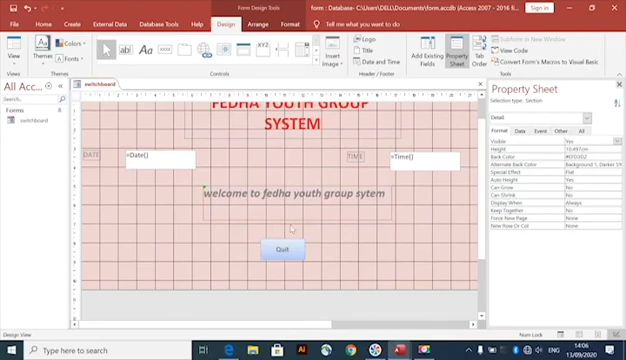 Form Design Tools
form : Database- C:\Users\DELL\Documents\form.accdb (Access 2007 - 2016 f
Sign in
File
Home
Create
External Data
Database Tools
Help
Design
Arrange
Format
Tell me what you want to do
View
Views
Themes
Colors
Fonts
Themes
Controls
Insert Image
Logo
Title
Date and Time
Header / Footer
Add Existing Fields
Property Sheet
Tab Order
Subform in New Window
View Code
Convert Form's Macros to Visual Basic
Tools
All Acc...
Search...
Forms
switchboard
switchboard
FEDHA YOUTH GROUP
SYSTEM
DATE
=Date()
TIME
=Time()
welcome to fedha youth group sytem
Quit
Property Sheet
Selection type: Section
Detail
Format
Data
Event
Other
All
Visible Yes
Height 10.497cm
Back Color #EFD3D2
Alternate Back Color Background 1, Darker 5%
Special Effect Flat
Auto Height Yes
Can Grow No
Can Shrink No
Display When Always
Keep Together No
Force New Page None
New Row Or Col None
Design View
Num Lock
Type here to search
ENG
14:06
13/09/2020